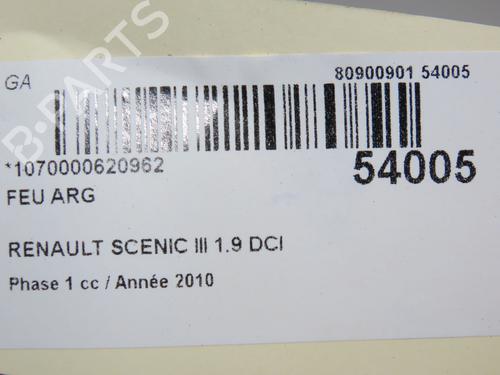 B-PARTS
GA
80900901 54005
*1070000620962
54005
FEU ARG
RENAULT SCENIC III 1.9 DCI
Phase 1 cc / Année 2010